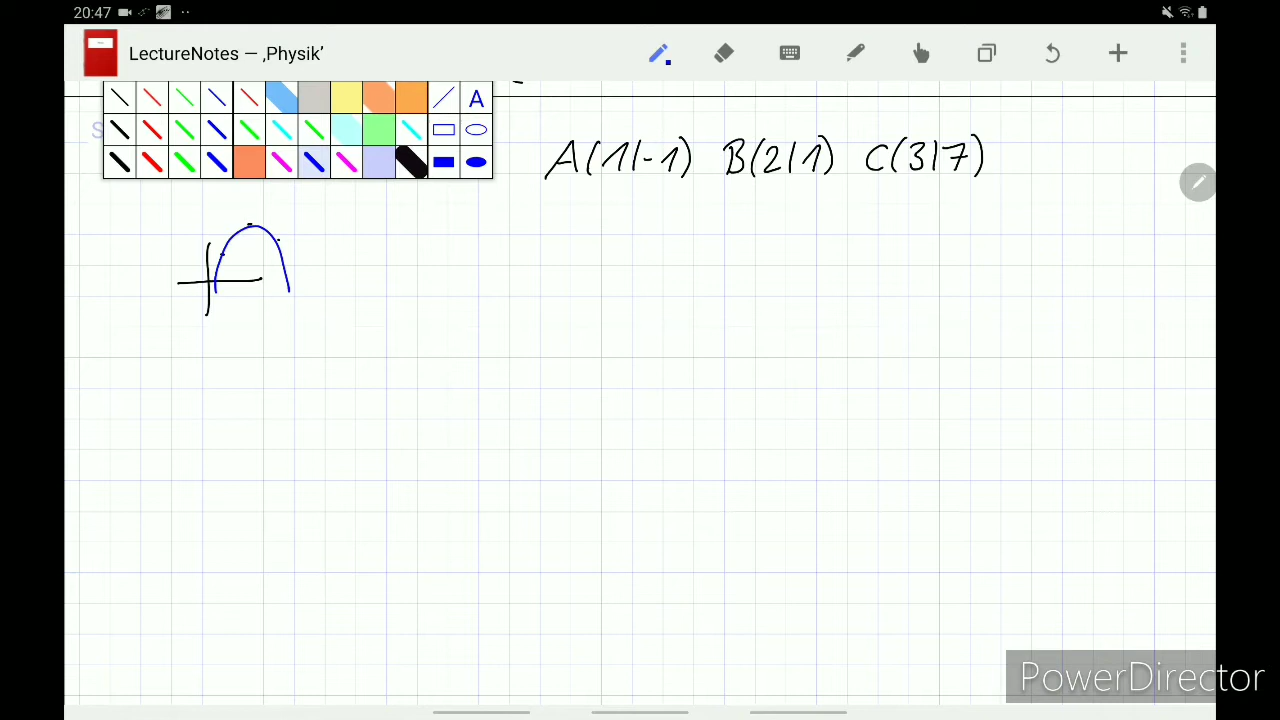 20:47
LectureNotes — ‚Physik’
A
S
A(1|-1) B(2|1) C(3|7)
PowerDirector